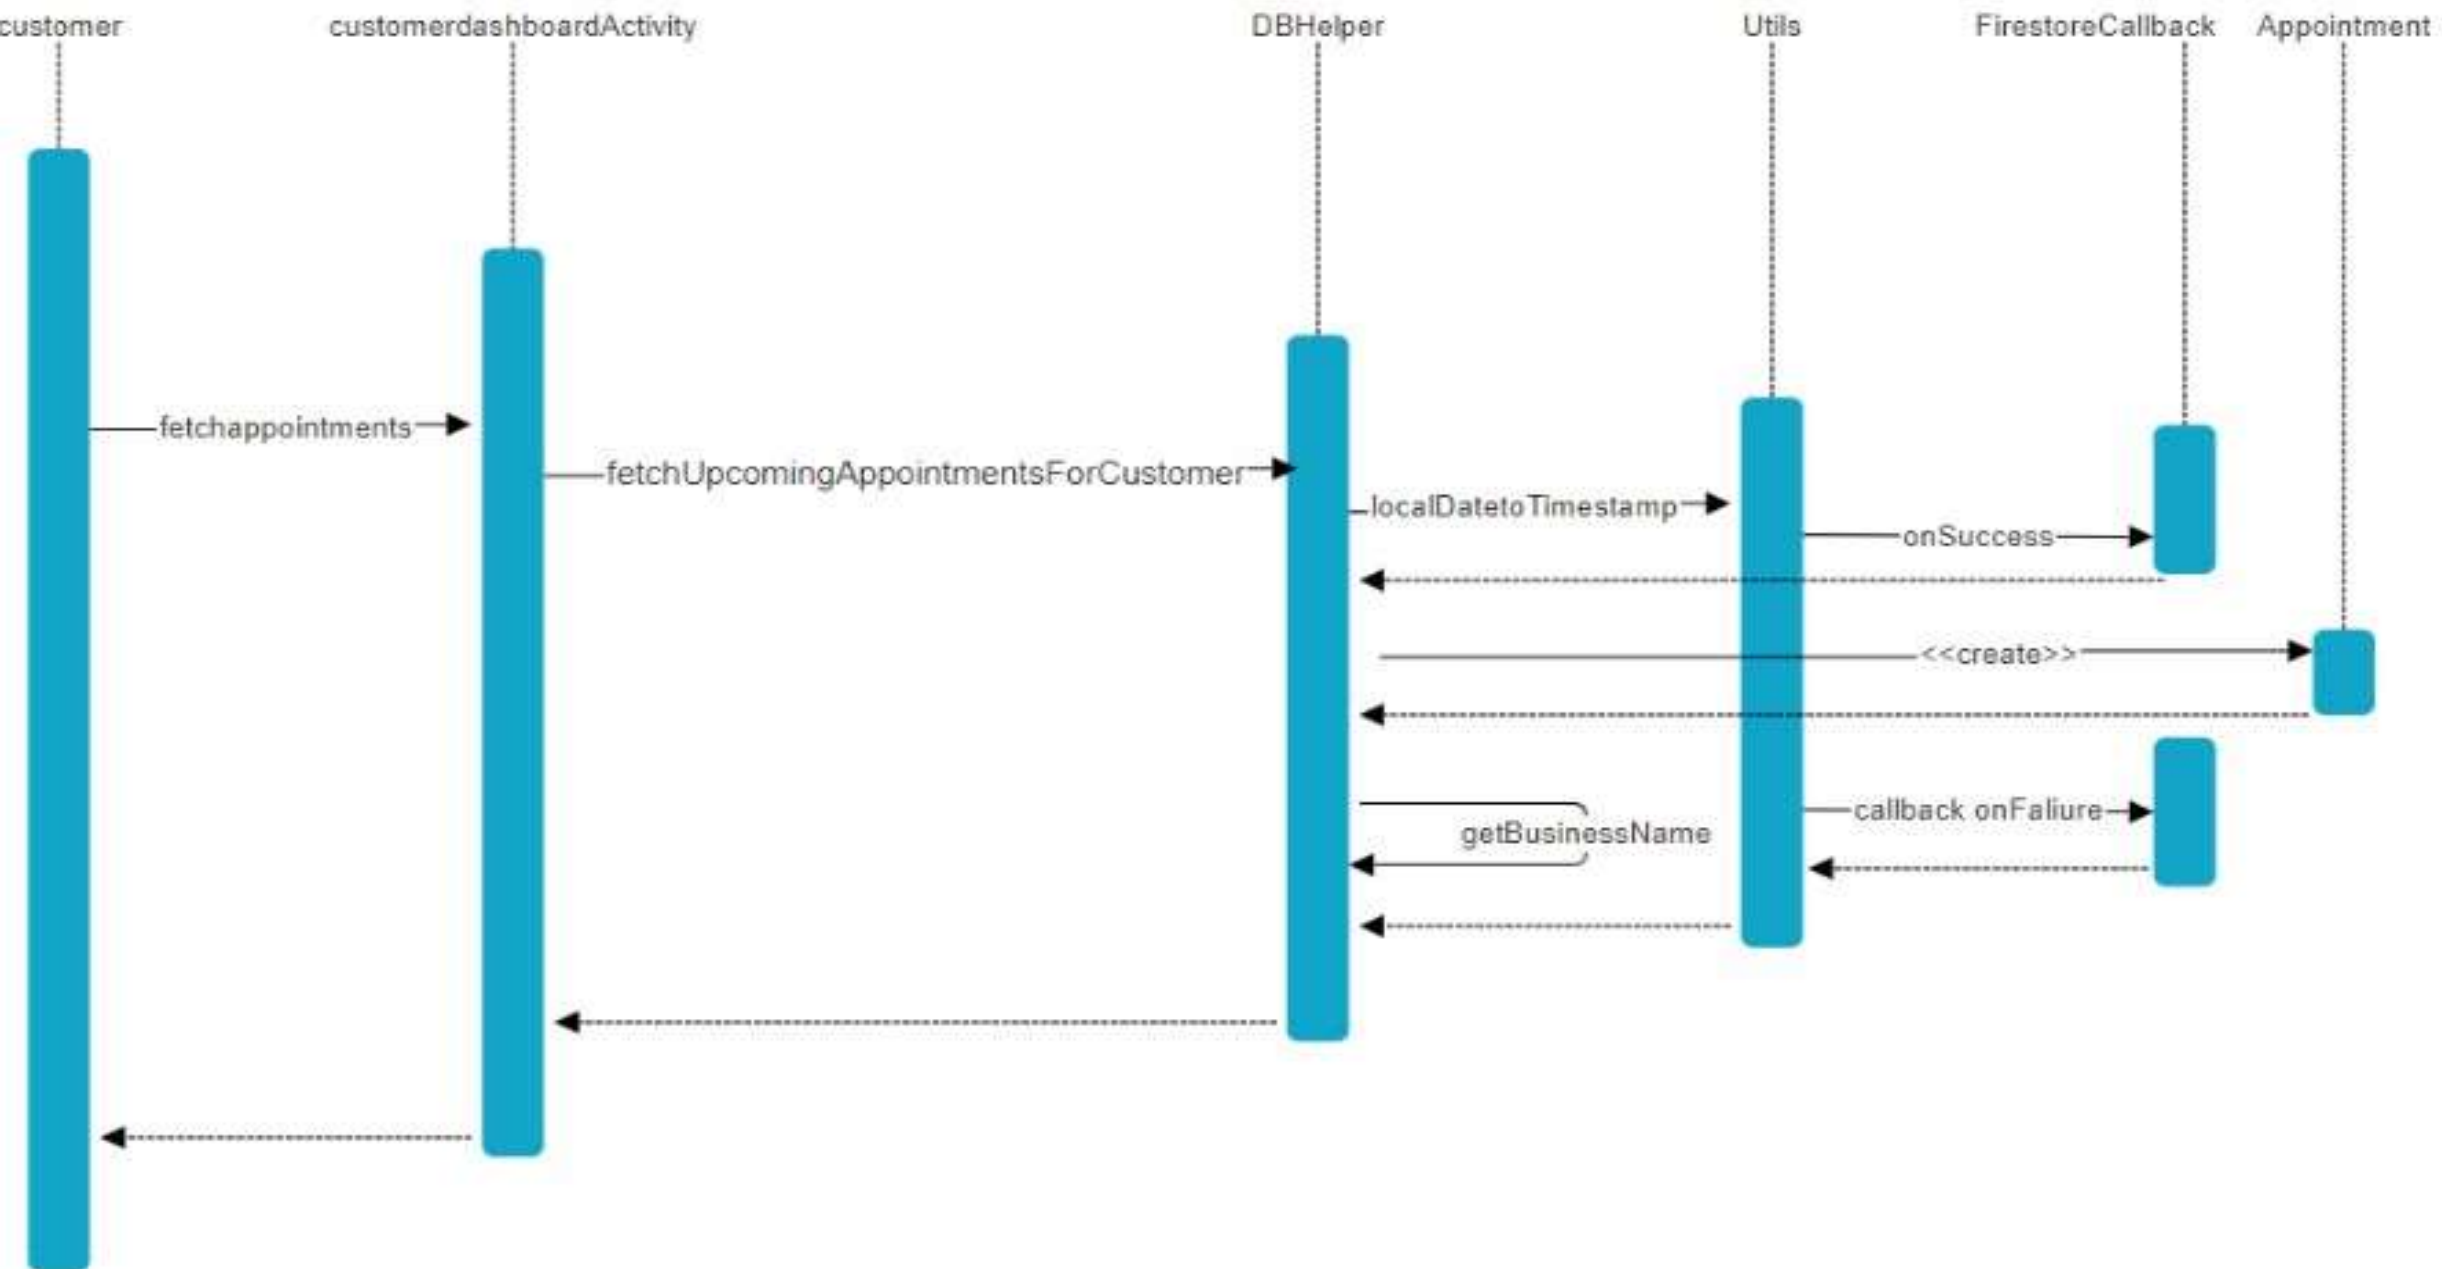 customer
customerdashboardActivity
DBHelper
Utils
FirestoreCallback
Appointment
fetchappointments
fetchUpcomingAppointmentsForCustomer
localDatetoTimestamp
onSuccess
<<create>>
callback onFaliure
getBusinessName